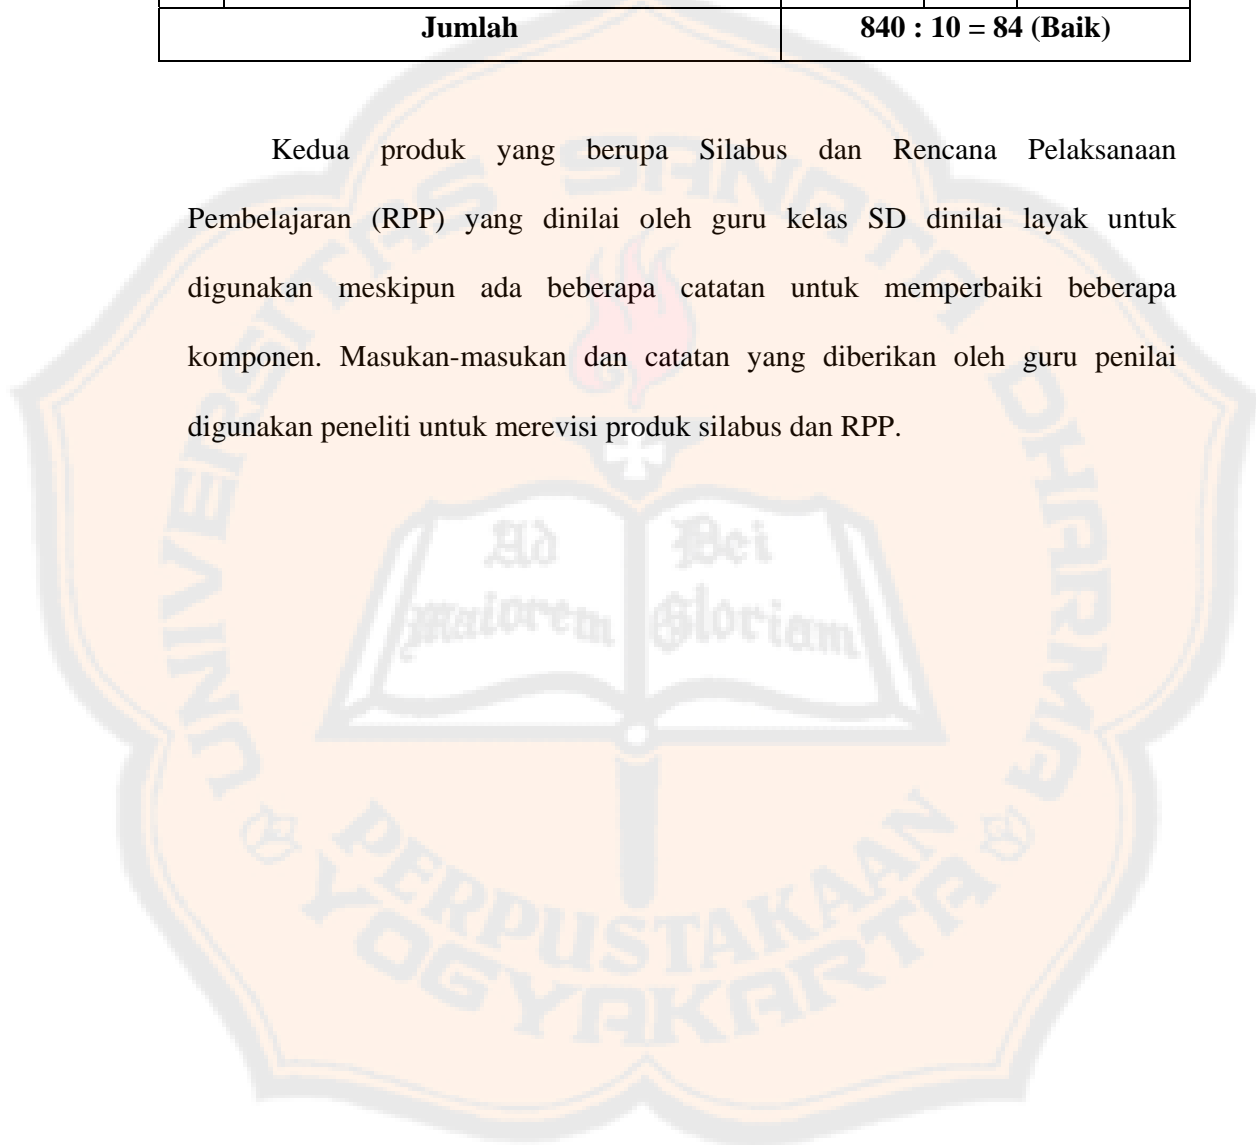 Jumlah 840 : 10 = 84 (Baik)
Kedua produk yang berupa Silabus dan Rencana Pelaksanaan
Pembelajaran (RPP) yang dinilai oleh guru kelas SD dinilai layak untuk
digunakan meskipun ada beberapa catatan untuk memperbaiki beberapa
komponen. Masukan-masukan dan catatan yang diberikan oleh guru penilai
digunakan peneliti untuk merevisi produk silabus dan RPP.
UNIVERSITAS SANATA DHARMA
Ad Dei
maiorem Gloriam
PERPUSTAKAAN
YOGYAKARTA